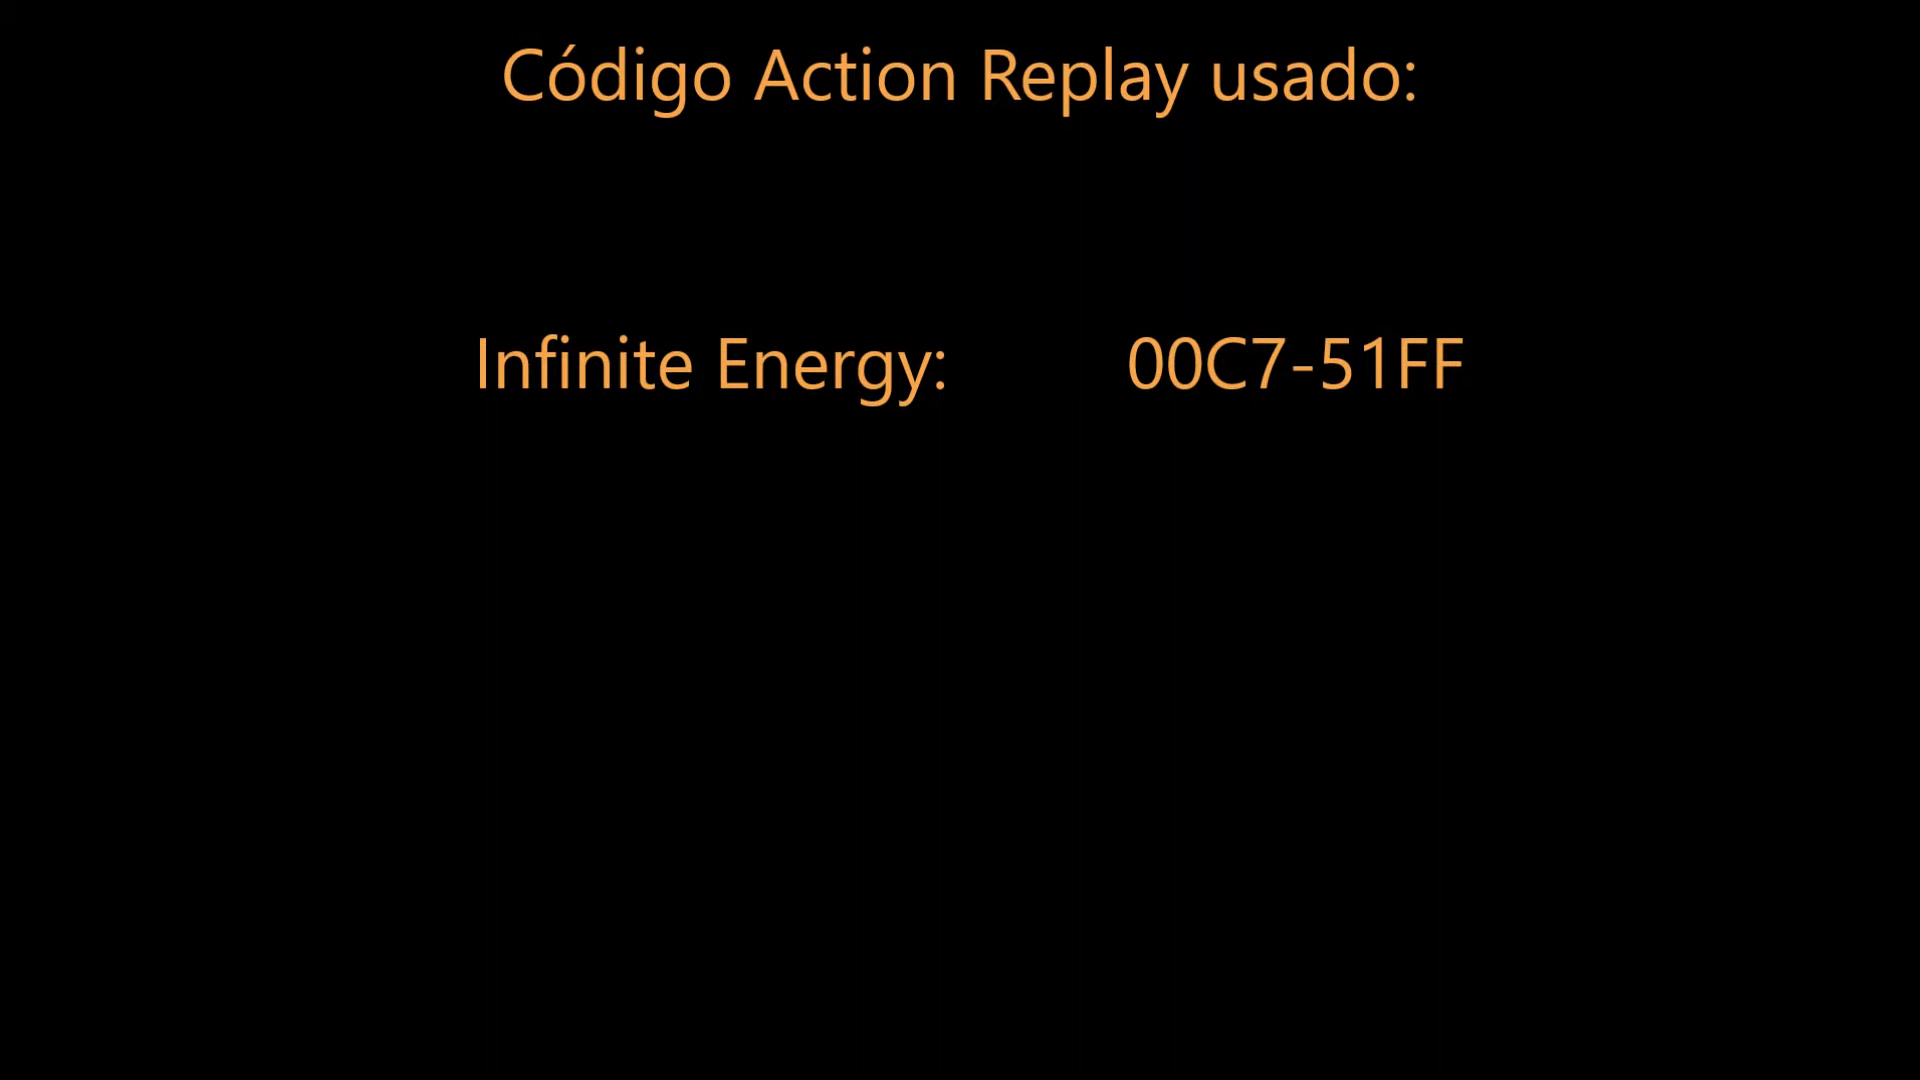 Código Action Replay usado:
Infinite Energy: 00C7-51FF